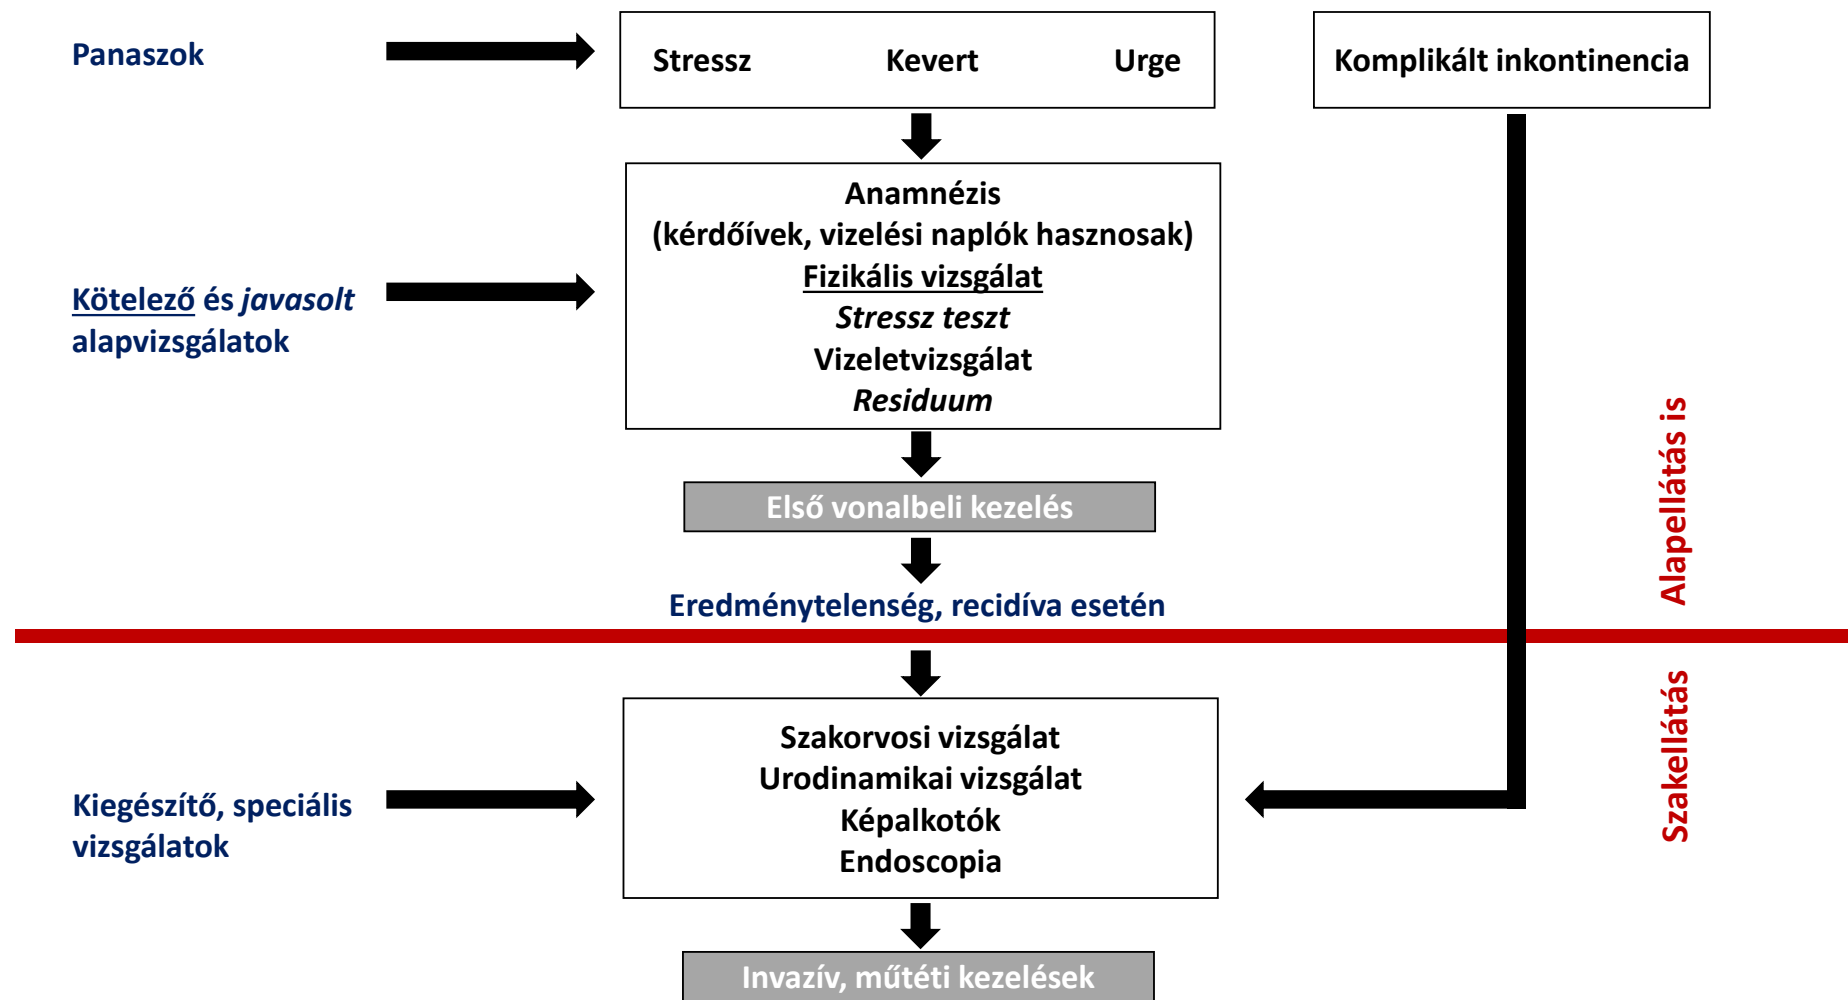 Panaszok
Stressz Kevert Urge
Komplikált inkontinencia
Kötelező és javasolt
alapvizsgálatok
Anamnézis
(kérdőívek, vizelési naplók hasznosak)
Fizikális vizsgálat
Stressz teszt
Vizeletvizsgálat
Residuum
Első vonalbeli kezelés
Eredménytelenség, recidíva esetén
Alapellátás is
Szakellátás
Kiegészítő, speciális
vizsgálatok
Szakorvosi vizsgálat
Urodinamikai vizsgálat
Képalkotók
Endoscopia
Invazív, műtéti kezelések